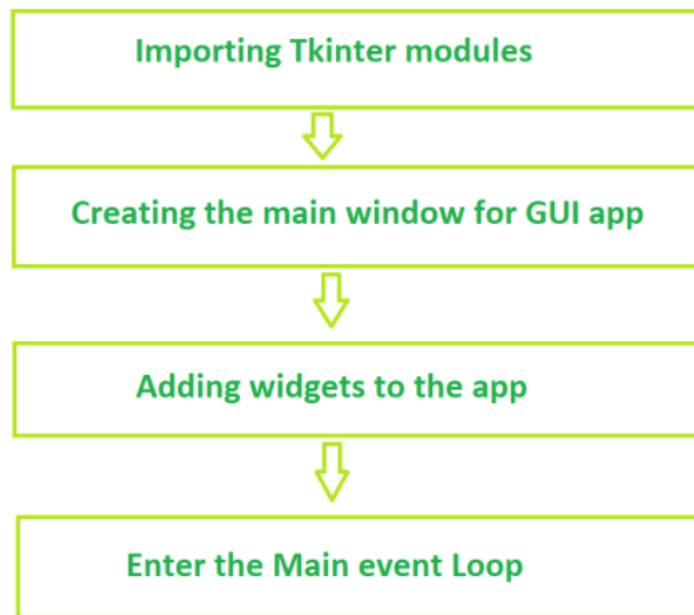 Importing Tkinter modules
Creating the main window for GUI app
Adding widgets to the app
Enter the Main event Loop